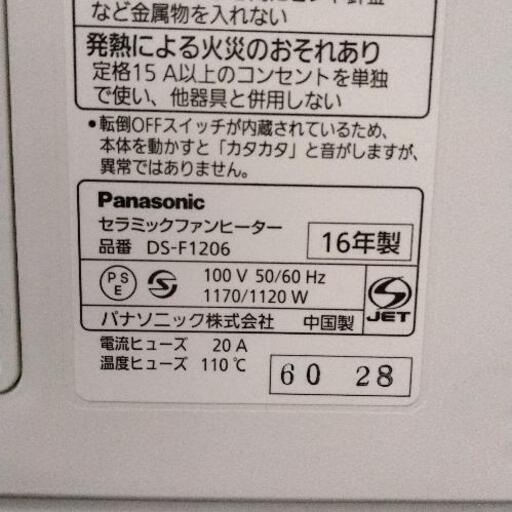 など金属物を入れない
発熱による火災のおそれあり
定格15 A以上のコンセントを単独
で使い、他器具と併用しない
•転倒OFFスイッチが内蔵されているため、
本体を動かすと「カタカタ」と音がしますが、
異常ではありません。
Panasonic
セラミックファンヒーター
品番 DS-F1206
16年製
PSE
100 V 50/60 Hz
1170/1120 W
JET
パナソニック株式会社 中国製
電流ヒューズ 20 A
温度ヒューズ 110℃
60 28